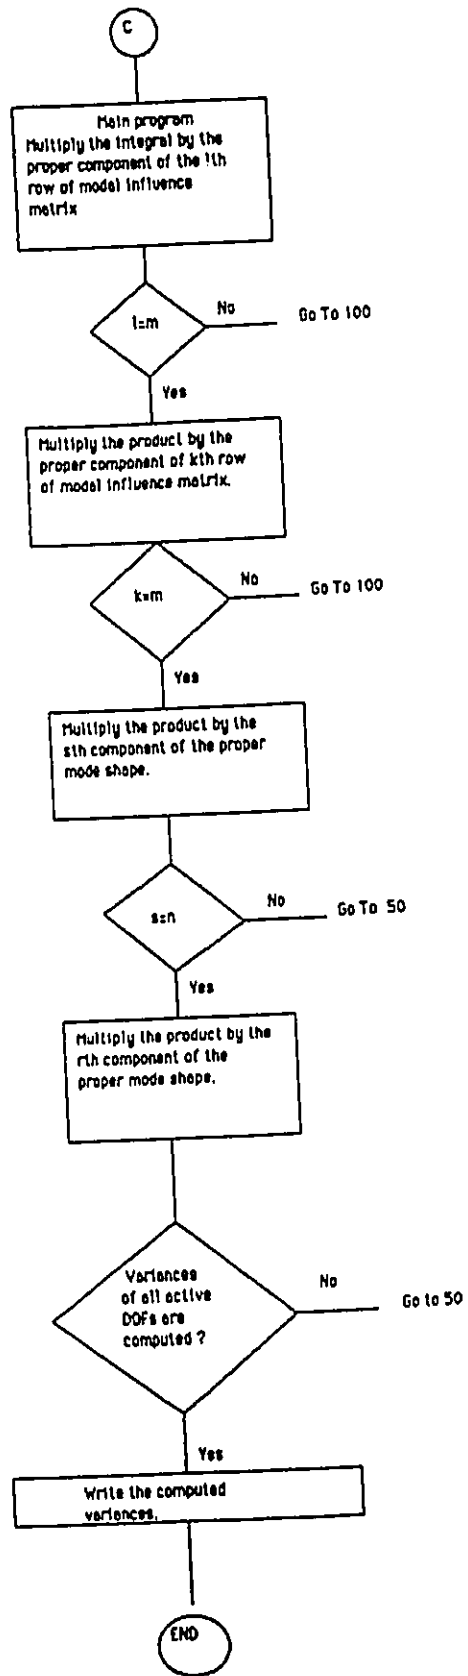 C
Main program
Multiply the integral by the
proper component of the lth
row of modal influence
matrix
l=m
No
Go To 100
Yes
Multiply the product by the
proper component of kth row
of modal influence matrix.
k=m
No
Go To 100
Yes
Multiply the product by the
sth component of the proper
mode shape.
s=n
No
Go To 50
Yes
Multiply the product by the
rth component of the
proper mode shape.
Variances
of all active
DOFs are
computed ?
No
Go to 50
Yes
Write the computed
variances.
END